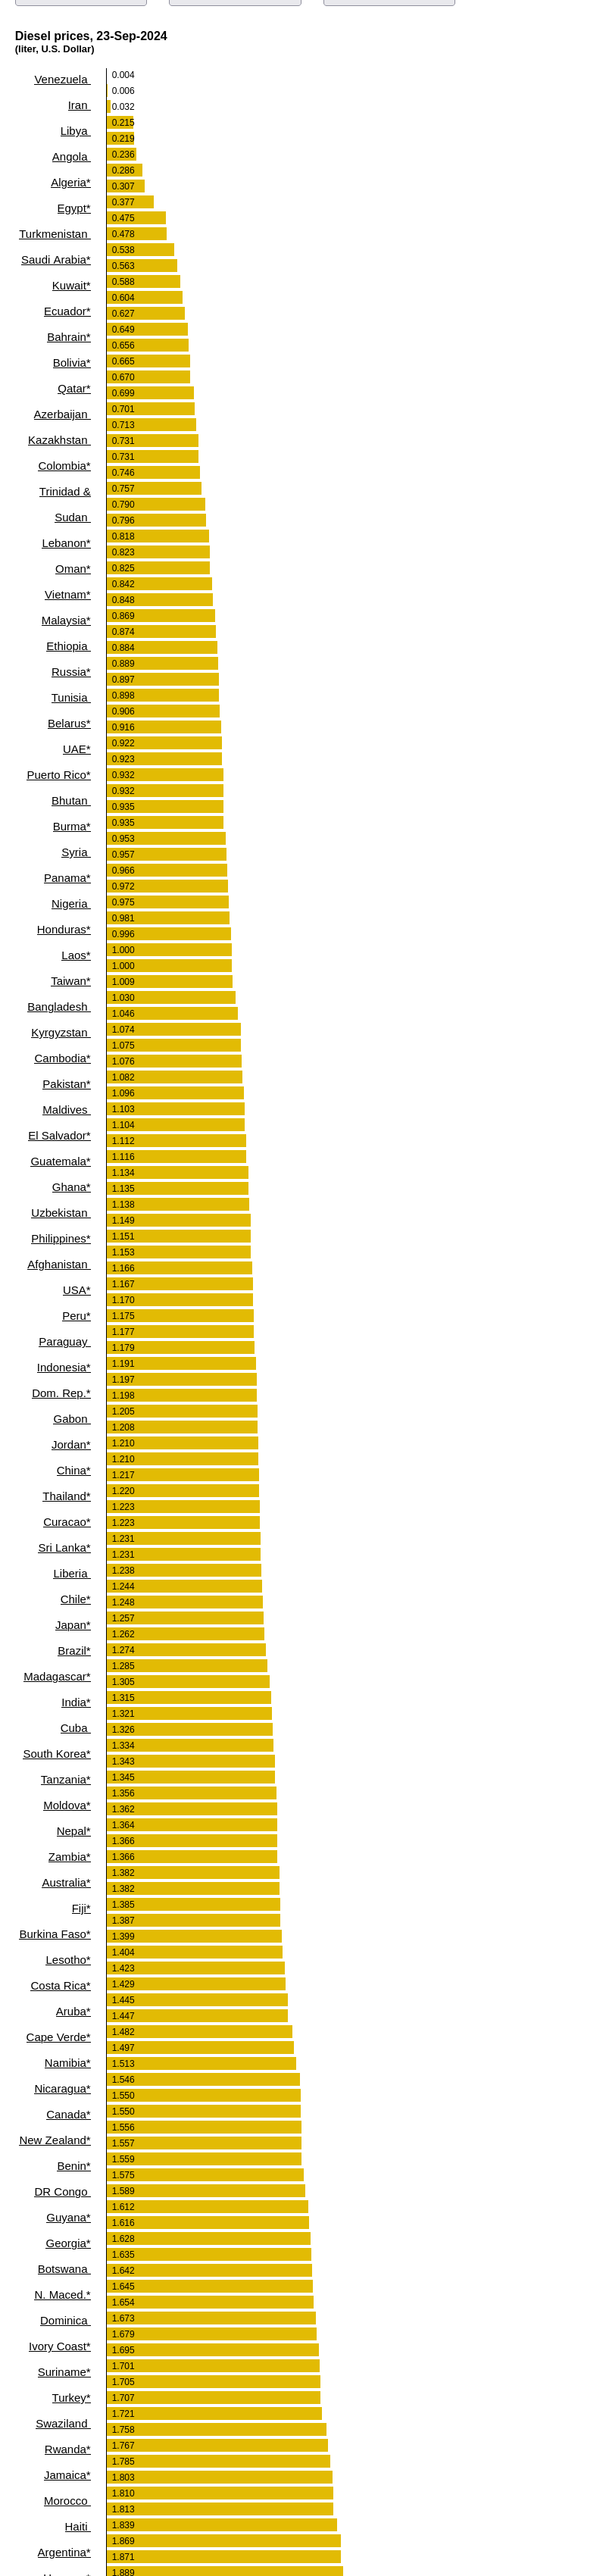 Diesel prices, 23-Sep-2024
(liter, U.S. Dollar)
Venezuela
Iran
Libya
Angola
Algeria*
Egypt*
Turkmenistan
Saudi Arabia*
Kuwait*
Ecuador*
Bahrain*
Bolivia*
Qatar*
Azerbaijan
Kazakhstan
Colombia*
Trinidad &
Sudan
Lebanon*
Oman*
Vietnam*
Malaysia*
Ethiopia
Russia*
Tunisia
Belarus*
UAE*
Puerto Rico*
Bhutan
Burma*
Syria
Panama*
Nigeria
Honduras*
Laos*
Taiwan*
Bangladesh
Kyrgyzstan
Cambodia*
Pakistan*
Maldives
El Salvador*
Guatemala*
Ghana*
Uzbekistan
Philippines*
Afghanistan
USA*
Peru*
Paraguay
Indonesia*
Dom. Rep.*
Gabon
Jordan*
China*
Thailand*
Curacao*
Sri Lanka*
Liberia
Chile*
Japan*
Brazil*
Madagascar*
India*
Cuba
South Korea*
Tanzania*
Moldova*
Nepal*
Zambia*
Australia*
Fiji*
Burkina Faso*
Lesotho*
Costa Rica*
Aruba*
Cape Verde*
Namibia*
Nicaragua*
Canada*
New Zealand*
Benin*
DR Congo
Guyana*
Georgia*
Botswana
N. Maced.*
Dominica
Ivory Coast*
Suriname*
Turkey*
Swaziland
Rwanda*
Jamaica*
Morocco
Haiti
Argentina*
0.004
0.006
0.032
0.215
0.219
0.236
0.286
0.307
0.377
0.475
0.478
0.538
0.563
0.588
0.604
0.627
0.649
0.656
0.665
0.670
0.699
0.701
0.713
0.731
0.731
0.746
0.757
0.790
0.796
0.818
0.823
0.825
0.842
0.848
0.869
0.874
0.884
0.889
0.897
0.898
0.906
0.916
0.922
0.923
0.932
0.932
0.935
0.935
0.953
0.957
0.966
0.972
0.975
0.981
0.996
1.000
1.000
1.009
1.030
1.046
1.074
1.075
1.076
1.082
1.096
1.103
1.104
1.112
1.116
1.134
1.135
1.138
1.149
1.151
1.153
1.166
1.167
1.170
1.175
1.177
1.179
1.191
1.197
1.198
1.205
1.208
1.210
1.210
1.217
1.220
1.223
1.223
1.231
1.231
1.238
1.244
1.248
1.257
1.262
1.274
1.285
1.305
1.315
1.321
1.326
1.334
1.343
1.345
1.356
1.362
1.364
1.366
1.366
1.382
1.382
1.385
1.387
1.399
1.404
1.423
1.429
1.445
1.447
1.482
1.497
1.513
1.546
1.550
1.550
1.556
1.557
1.559
1.575
1.589
1.612
1.616
1.628
1.635
1.642
1.645
1.654
1.673
1.679
1.695
1.701
1.705
1.707
1.721
1.758
1.767
1.785
1.803
1.810
1.813
1.839
1.869
1.871
1.889